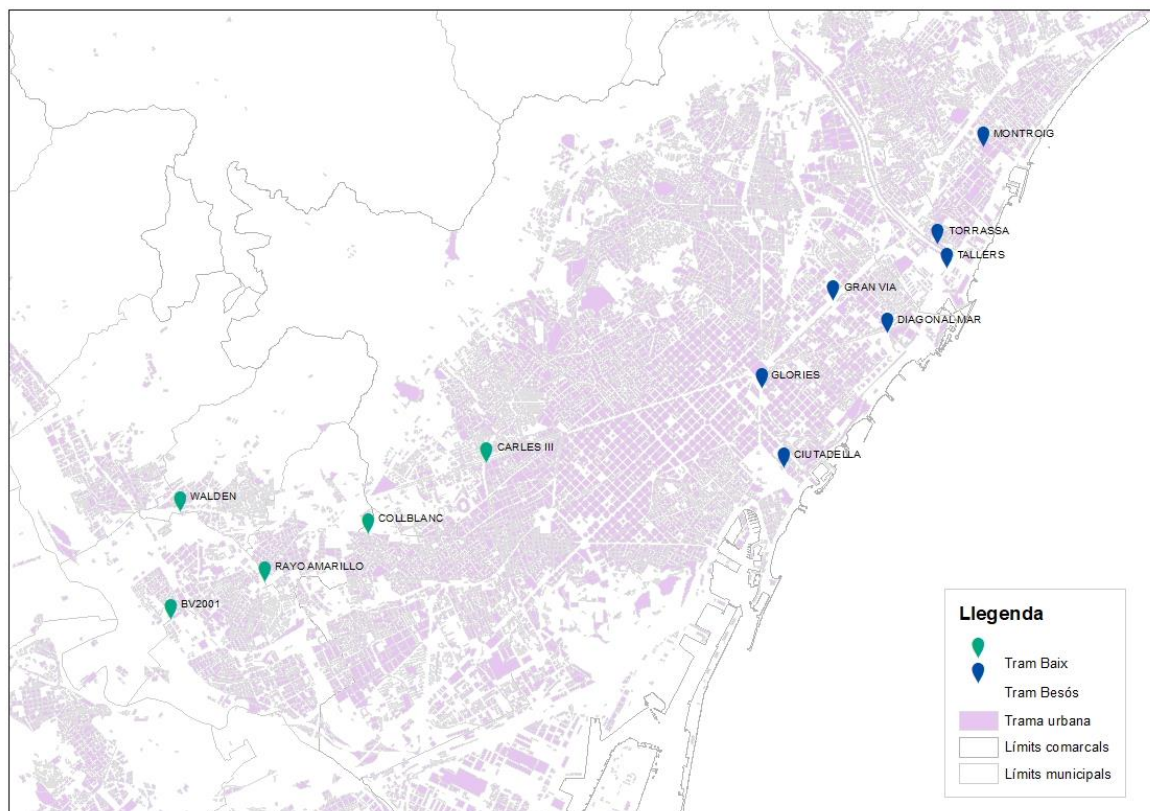 MONTROIG
TORRASSA
TALLERS
GRAN VIA
DIAGONAL-MAR
GLORIES
CIUTADELLA
CARLES III
WALDEN
COLLBLANC
RAYO AMARILLO
BV2001
Llegenda
Tram Baix
Tram Besós
Trama urbana
Límits comarcals
Límits municipals